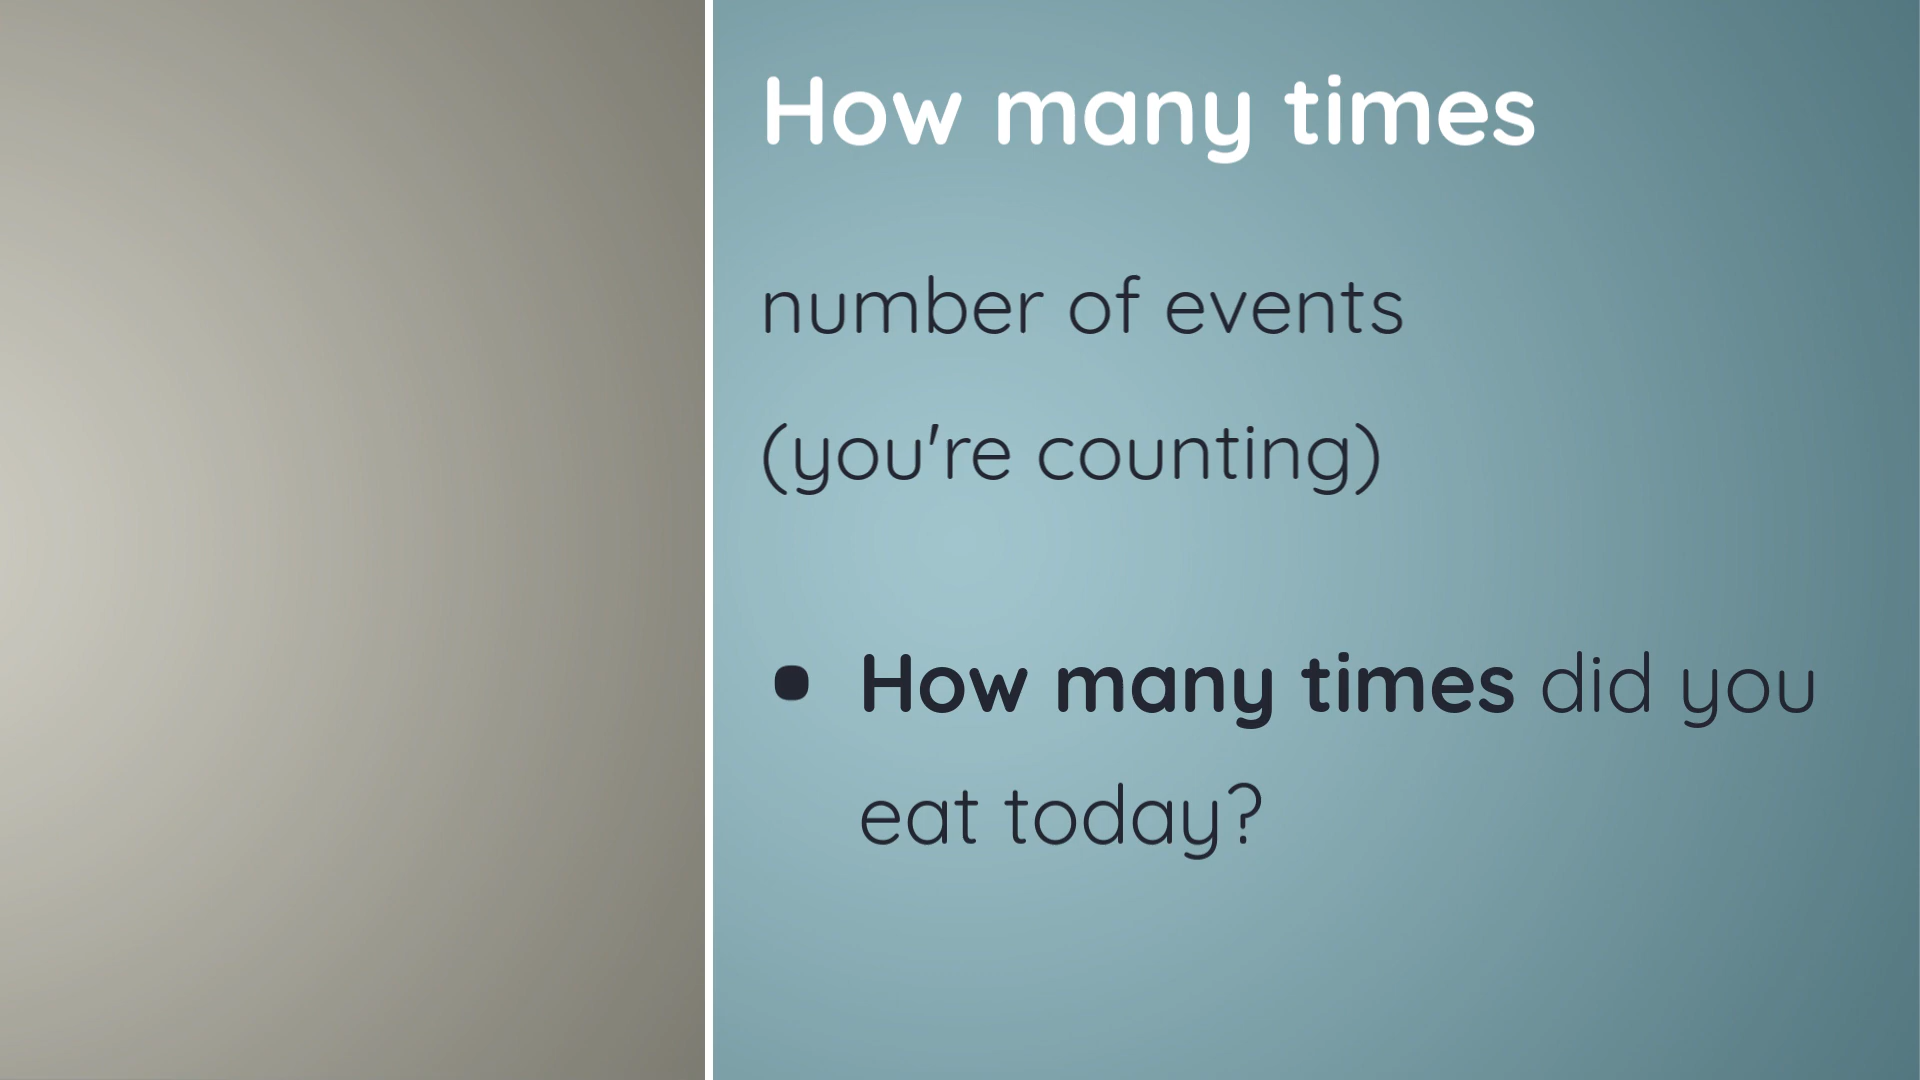 How many times
number of events
(you're counting)
• How many times did you
eat today?